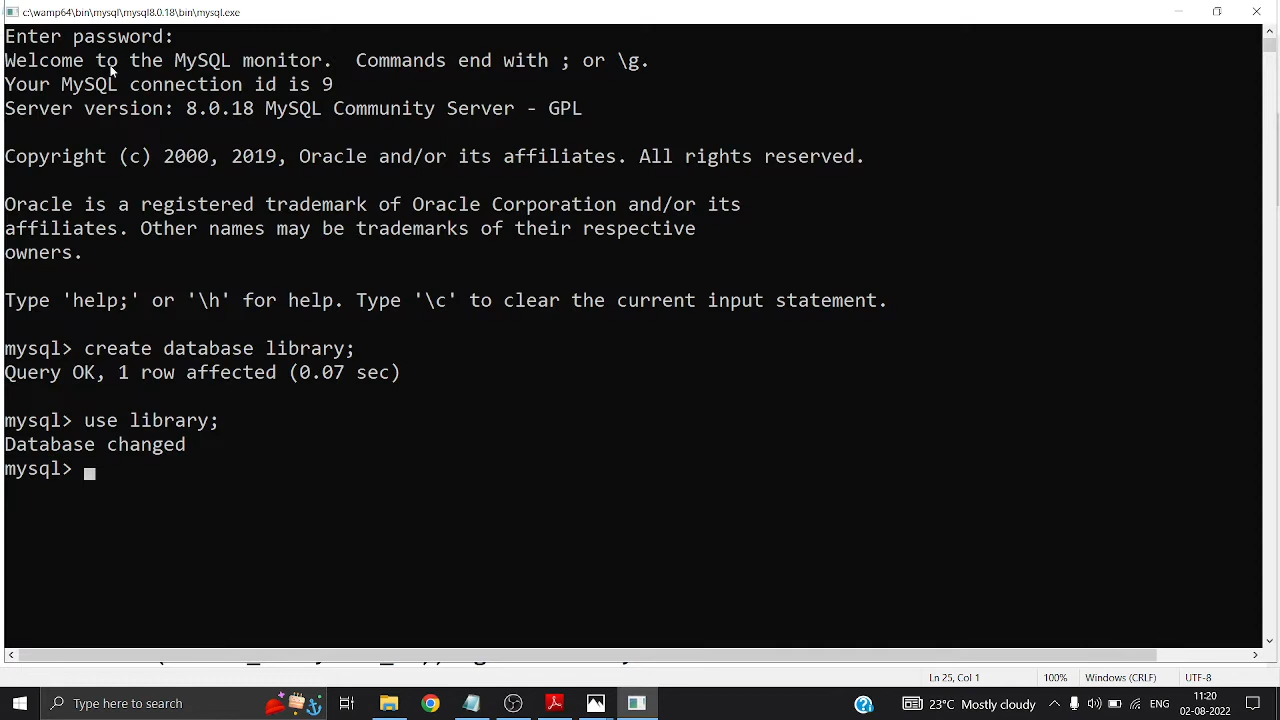 c:\wamp64\bin\mysql\mysql8.0.18\bin\mysql.exe
Enter password:
Welcome to the MySQL monitor.  Commands end with ; or \g.
Your MySQL connection id is 9
Server version: 8.0.18 MySQL Community Server - GPL
Copyright (c) 2000, 2019, Oracle and/or its affiliates. All rights reserved.
Oracle is a registered trademark of Oracle Corporation and/or its
affiliates. Other names may be trademarks of their respective
owners.
Type 'help;' or '\h' for help. Type '\c' to clear the current input statement.
mysql> create database library;
Query OK, 1 row affected (0.07 sec)
mysql> use library;
Database changed
mysql>
Ln 25, Col 1 100% Windows (CRLF) UTF-8
Type here to search
23°C Mostly cloudy
ENG
11:20
02-08-2022